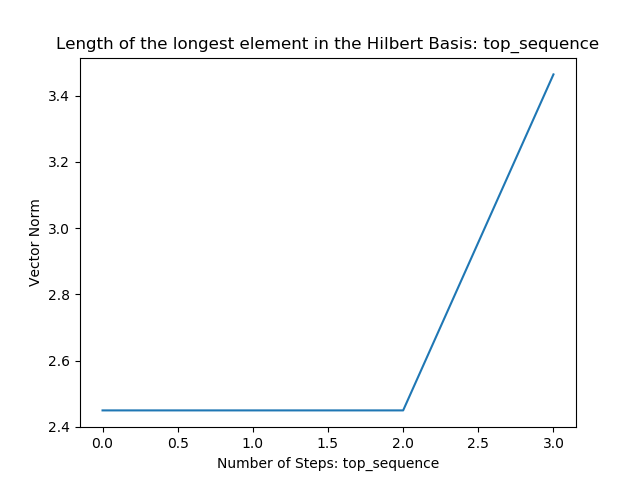 Length of the longest element in the Hilbert Basis: top_sequence
Vector Norm
3.4
3.2
3.0
2.8
2.6
2.4
0.0 0.5 1.0 1.5 2.0 2.5 3.0
Number of Steps: top_sequence